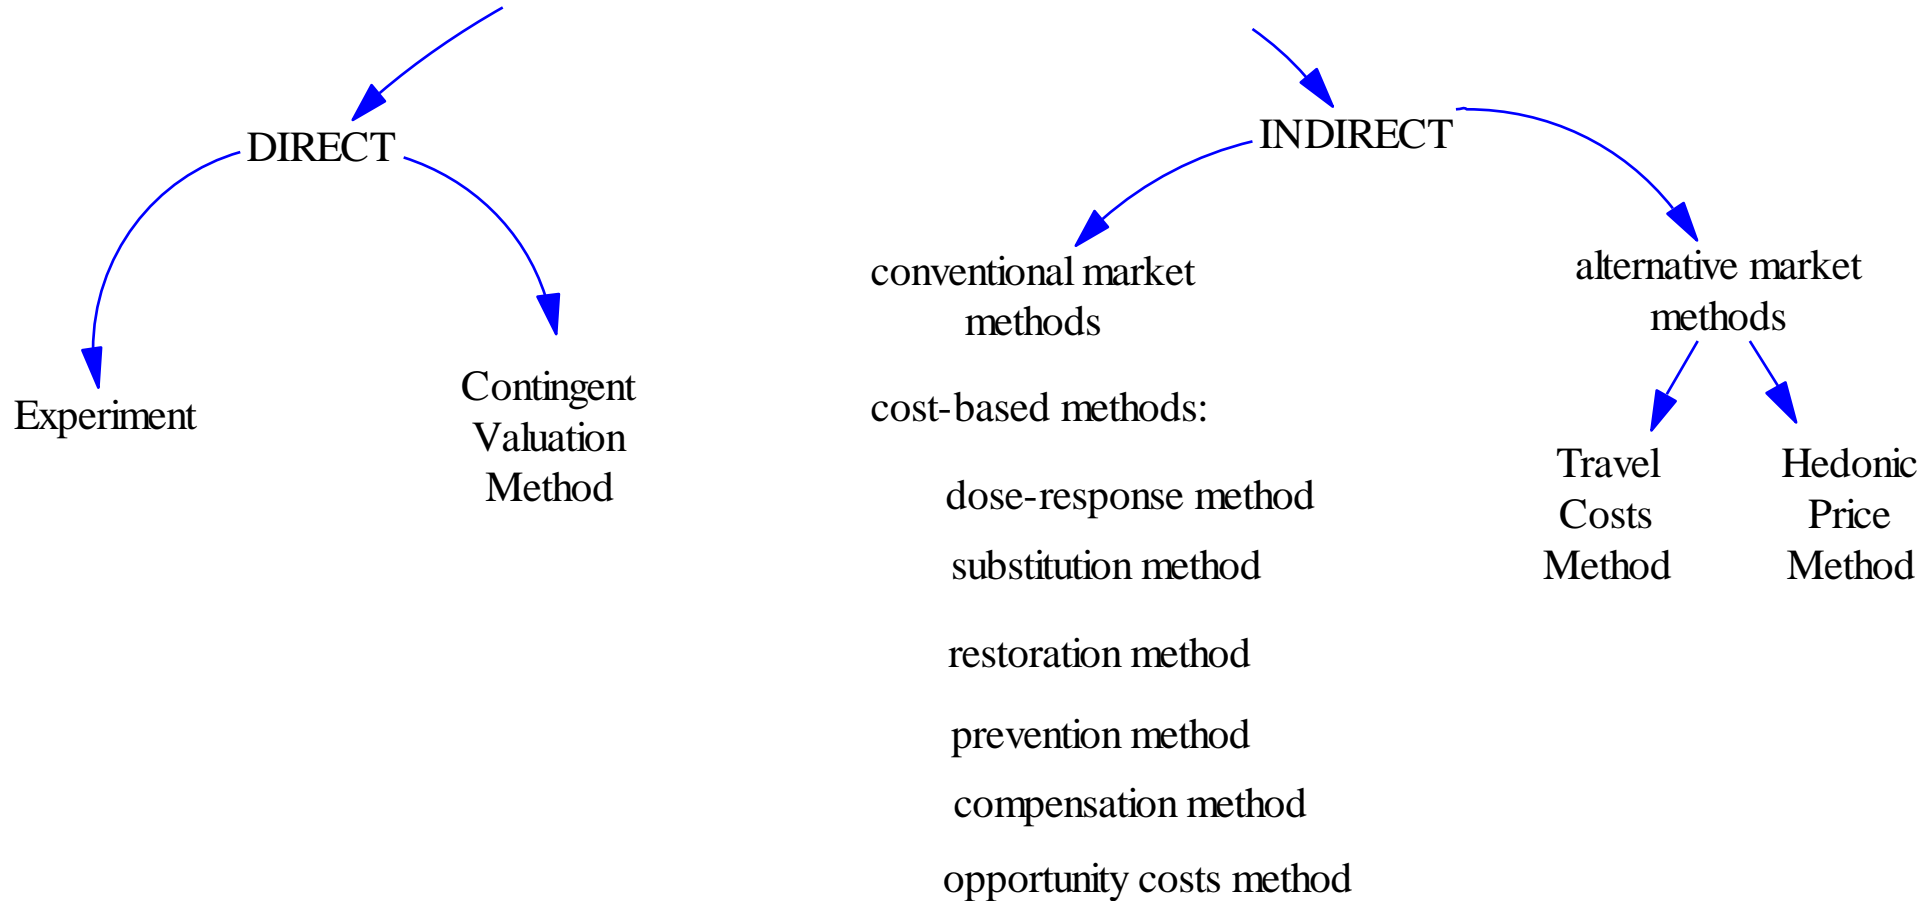 DIRECT
Experiment
Contingent
Valuation
Method
INDIRECT
conventional market
methods
cost-based methods:
dose-response method
substitution method
restoration method
prevention method
compensation method
opportunity costs method
alternative market
methods
Travel
Costs
Method
Hedonic
Price
Method